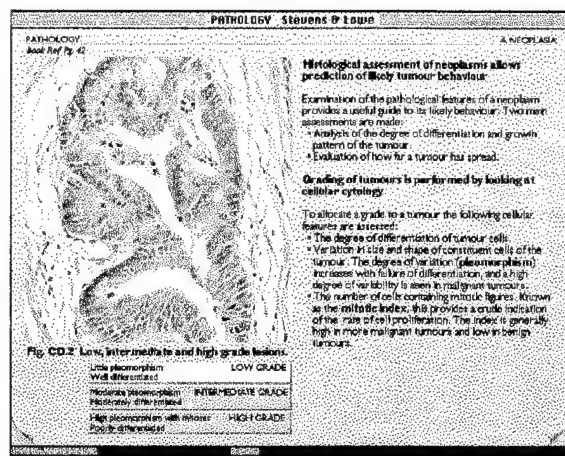 PATHOLOGY Stevens & Lowe
PATHOLOGY
Book Ref Pg. 42
A NEOPLASIA
Histological assessment of neoplasms allows
prediction of likely tumour behaviour
Examination of the pathological features of a neoplasm
provides a useful guide to its likely behaviour. Two main
assessments are made:
• Analysis of the degree of differentiation and growth
pattern of the tumour.
• Evaluation of how far a tumour has spread.
Grading of tumours is performed by looking at
cellular cytology
To allocate a grade to a tumour the following cellular
features are assessed:
• The degree of differentiation of tumour cells.
• Variation in size and shape of constituent cells of the
tumour. The degree of variation (pleomorphism)
increases with failure of differentiation, and a high
degree of variability is seen in malignant tumours.
• The number of cells containing mitotic figures. Known
as the mitotic index, this provides a crude indication
of the rate of cell proliferation. The index is generally
high in more malignant tumours and low in benign
tumours.
Fig. CD.2 Low, intermediate and high grade lesions.
Little pleomorphism LOW GRADE
Well differentiated
Moderate pleomorphism INTERMEDIATE GRADE
Moderately differentiated
High pleomorphism with mitoses HIGH GRADE
Poorly differentiated